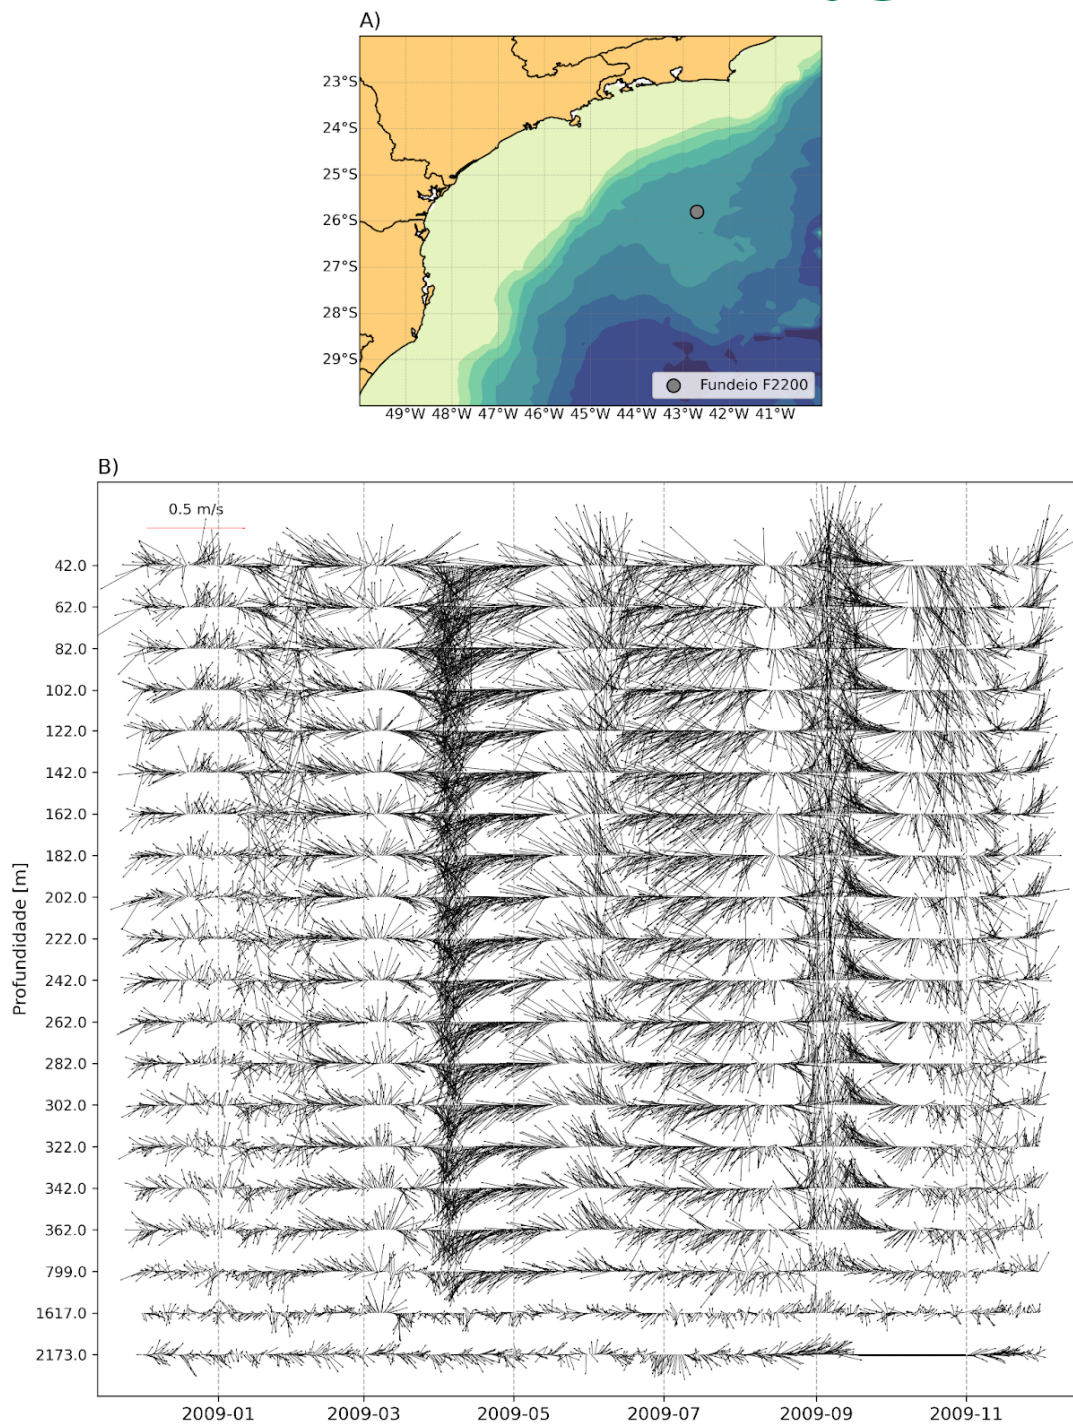 A)
23°S
24°S
25°S
26°S
27°S
28°S
29°S
Fundeio F2200
49°W 48°W 47°W 46°W 45°W 44°W 43°W 42°W 41°W
B)
0.5 m/s
42.0
62.0
82.0
102.0
122.0
142.0
162.0
182.0
202.0
222.0
242.0
262.0
282.0
302.0
322.0
342.0
362.0
799.0
1617.0
2173.0
Profundidade [m]
2009-01 2009-03 2009-05 2009-07 2009-09 2009-11